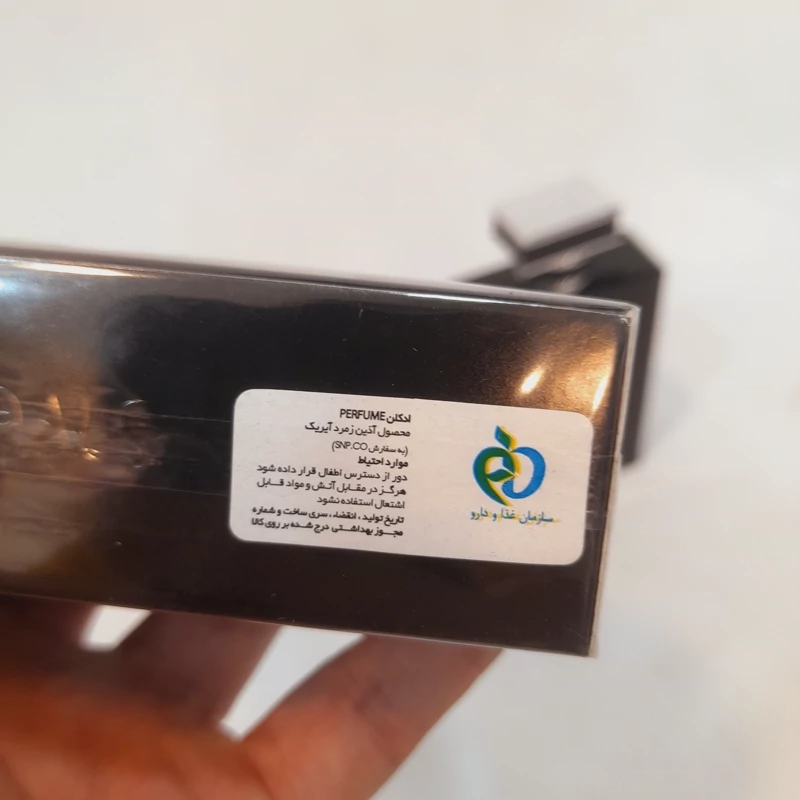 ادکلن PERFUME
محصول آذین زمرد آیریک
(به سفارش SNP.CO)
موارد احتیاط
دور از دسترس اطفال قرار داده شود
هرگز در مقابل آتش و مواد قابل
اشتعال استفاده نشود
تاریخ تولید ، انقضاء ، سری ساخت و شماره
مجوز بهداشتی درج شده بر روی کالا
سازمان غذا و دارو